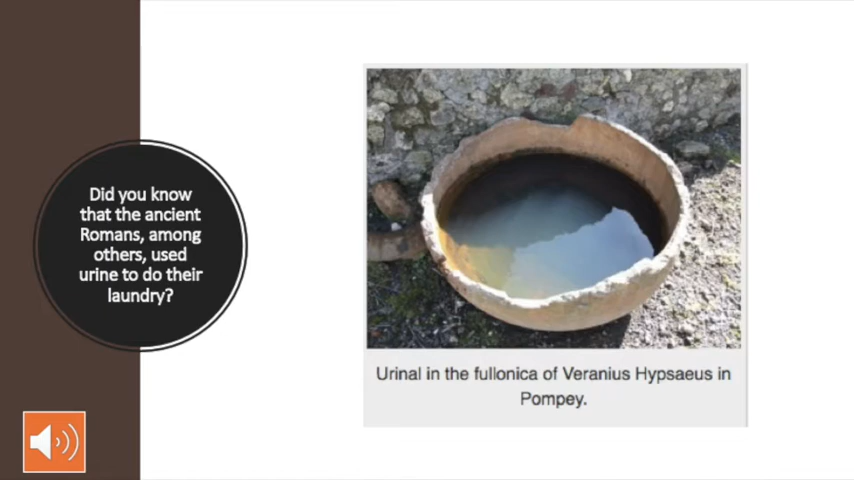 Did you know
that the ancient
Romans, among
others, used
urine to do their
laundry?
Urinal in the fullonica of Veranius Hypsaeus in
Pompey.